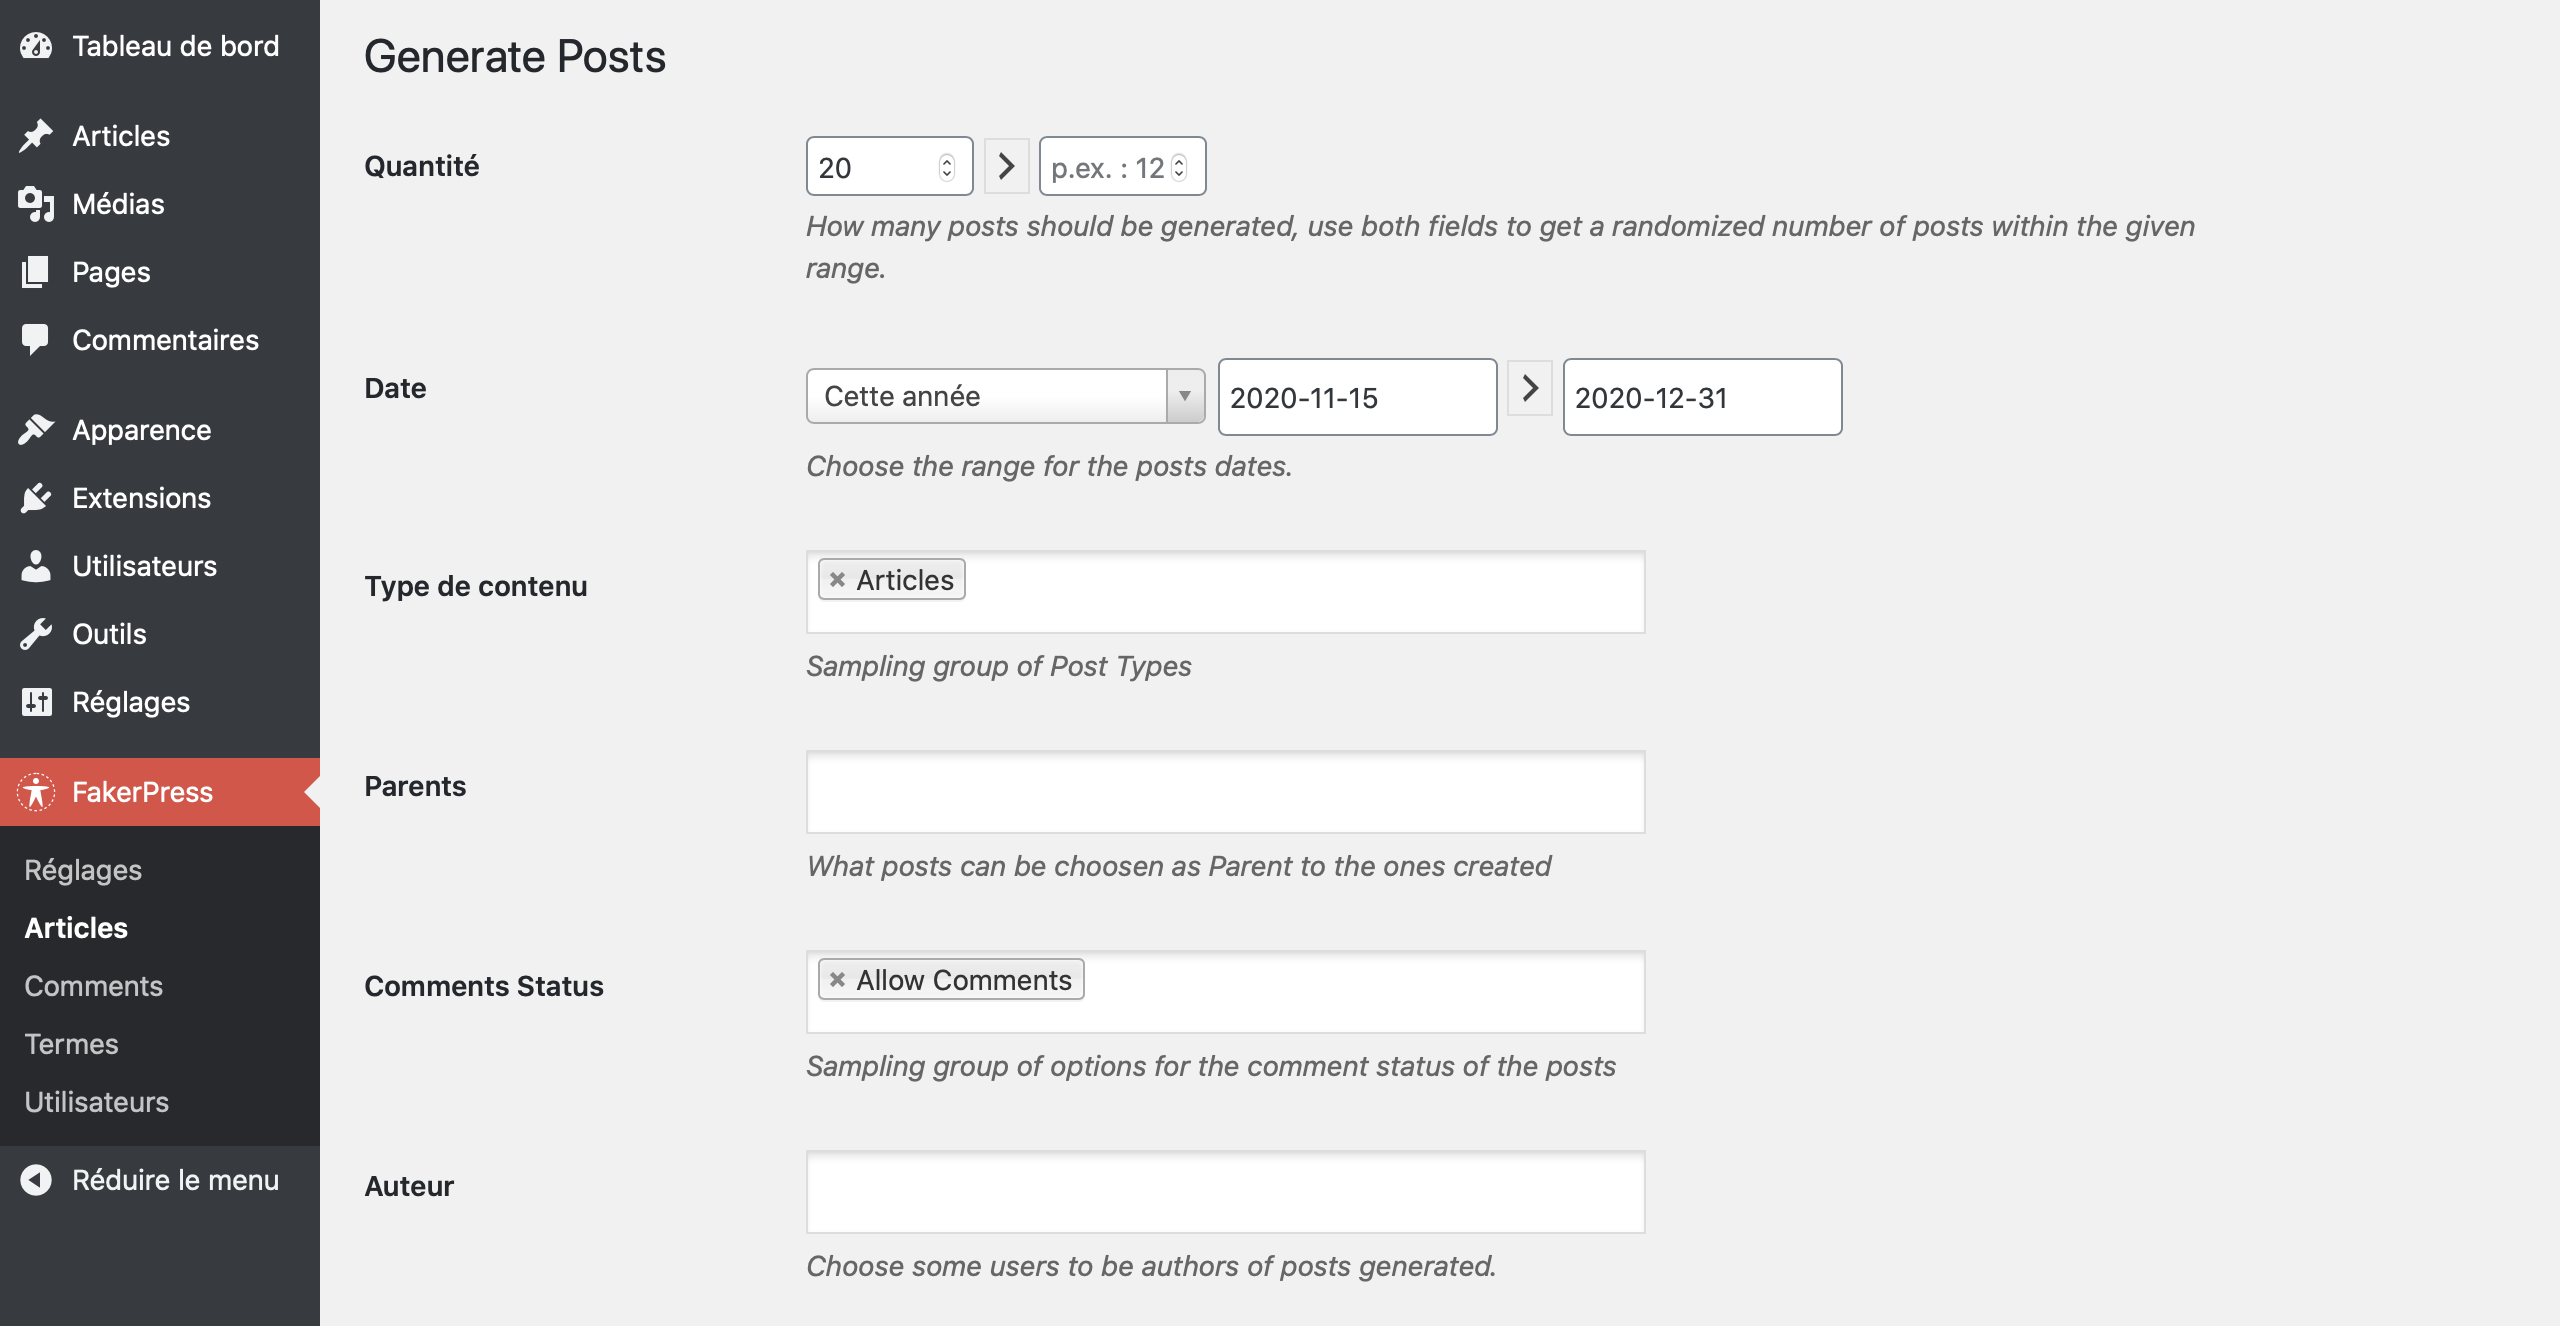 Tableau de bord
Articles
Médias
Pages
Commentaires
Apparence
Extensions
Utilisateurs
Outils
Réglages
FakerPress
Réglages
Articles
Comments
Termes
Utilisateurs
Réduire le menu
Generate Posts
Quantité
20
p.ex. : 12
How many posts should be generated, use both fields to get a randomized number of posts within the given
range.
Date
Cette année
2020-11-15
2020-12-31
Choose the range for the posts dates.
Type de contenu
Articles
Sampling group of Post Types
Parents
What posts can be choosen as Parent to the ones created
Comments Status
Allow Comments
Sampling group of options for the comment status of the posts
Auteur
Choose some users to be authors of posts generated.